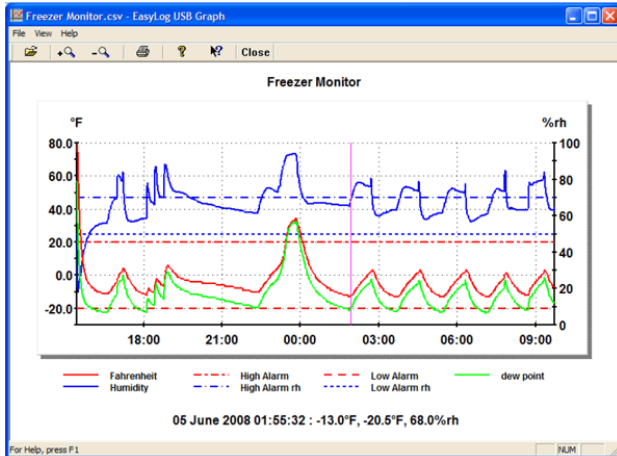 Freezer Monitor.csv - EasyLog USB Graph
File View Help
Close
Freezer Monitor
°F %rh
80.0 100
60.0 80
40.0 60
20.0 40
0.0 20
-20.0 0
18:00 21:00 00:00 03:00 06:00 09:00
Fahrenheit High Alarm Low Alarm dew point
Humidity High Alarm rh Low Alarm rh
05 June 2008 01:55:32 : -13.0°F, -20.5°F, 68.0%rh
For Help, press F1 NUM